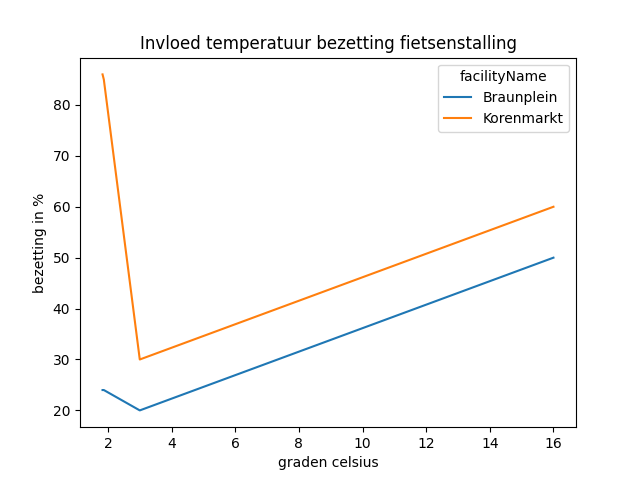 Invloed temperatuur bezetting fietsenstalling
facilityName
Braunplein
Korenmarkt
bezetting in %
80
70
60
50
40
30
20
2 4 6 8 10 12 14 16
graden celsius